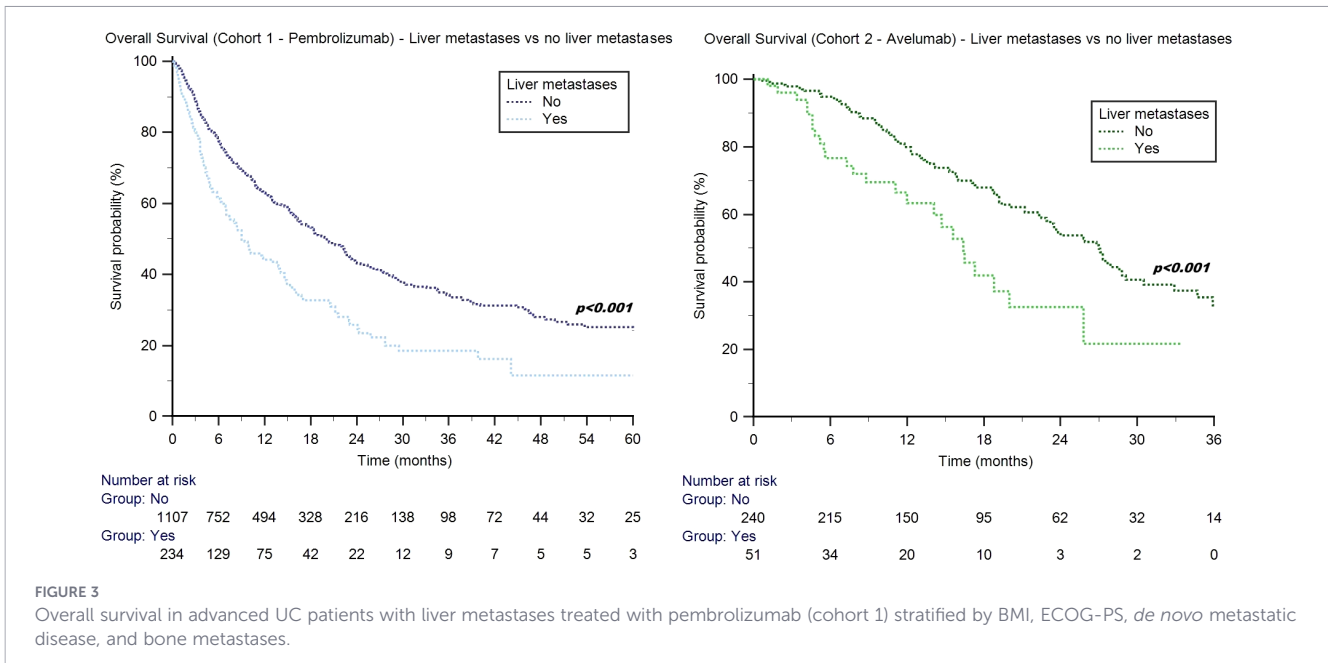 Overall Survival (Cohort 1 - Pembrolizumab) - Liver metastases vs no liver metastases
Survival probability (%)
100
80
60
40
20
0
Liver metastases
No
Yes
p<0.001
0 6 12 18 24 30 36 42 48 54 60
Time (months)
Number at risk
Group: No
1107 752 494 328 216 138 98 72 44 32 25
Group: Yes
234 129 75 42 22 12 9 7 5 5 3
Overall Survival (Cohort 2 - Avelumab) - Liver metastases vs no liver metastases
Survival probability (%)
100
80
60
40
20
0
Liver metastases
No
Yes
p<0.001
0 6 12 18 24 30 36
Time (months)
Number at risk
Group: No
240 215 150 95 62 32 14
Group: Yes
51 34 20 10 3 2 0
FIGURE 3
Overall survival in advanced UC patients with liver metastases treated with pembrolizumab (cohort 1) stratified by BMI, ECOG-PS, de novo metastatic
disease, and bone metastases.